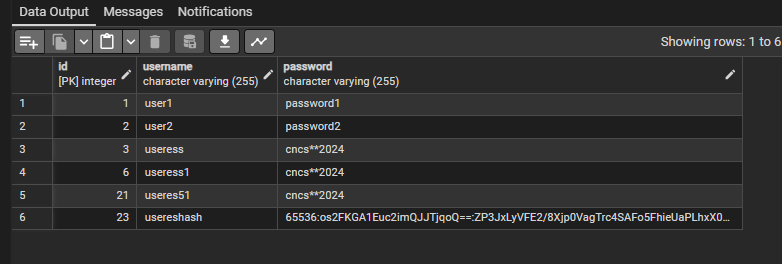 Data Output Messages Notifications
Showing rows: 1 to 6
id username password
[PK] integer character varying (255) character varying (255)
1 1 user1 password1
2 2 user2 password2
3 3 useress cncs**2024
4 6 useress1 cncs**2024
5 21 useres51 cncs**2024
6 23 usereshash 65536:os2FKGA1Euc2imQJJTjqoQ==:ZP3JxLyVFE2/8Xjp0VagTrc4SAFo5FhieUaPLhxX0…